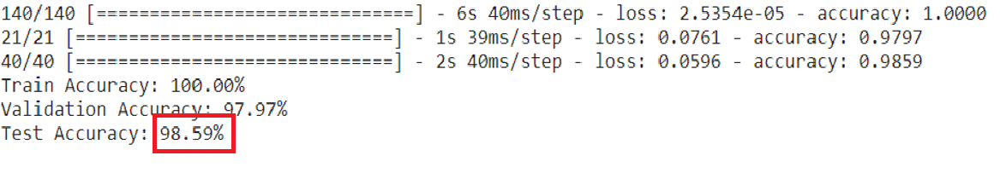 140/140 [==============================] - 6s 40ms/step - loss: 2.5354e-05 - accuracy: 1.0000
21/21 [==============================] - 1s 39ms/step - loss: 0.0761 - accuracy: 0.9797
40/40 [==============================] - 2s 40ms/step - loss: 0.0596 - accuracy: 0.9859
Train Accuracy: 100.00%
Validation Accuracy: 97.97%
Test Accuracy: 98.59%